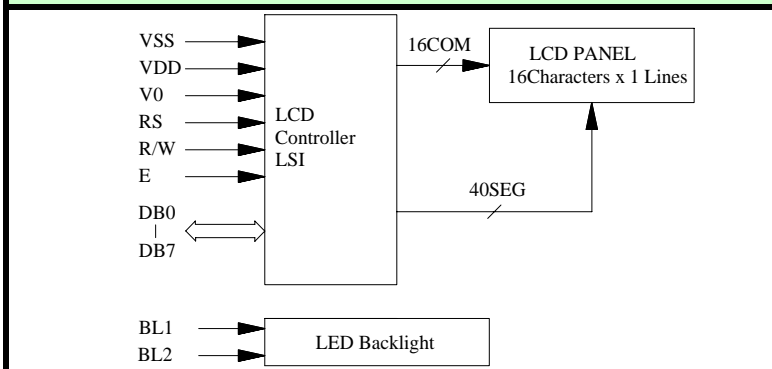 VSS
VDD
V0
RS
R/W
E
DB0
|
DB7
LCD
Controller
LSI
16COM
40SEG
LCD PANEL
16Characters x 1 Lines
BL1
BL2
LED Backlight